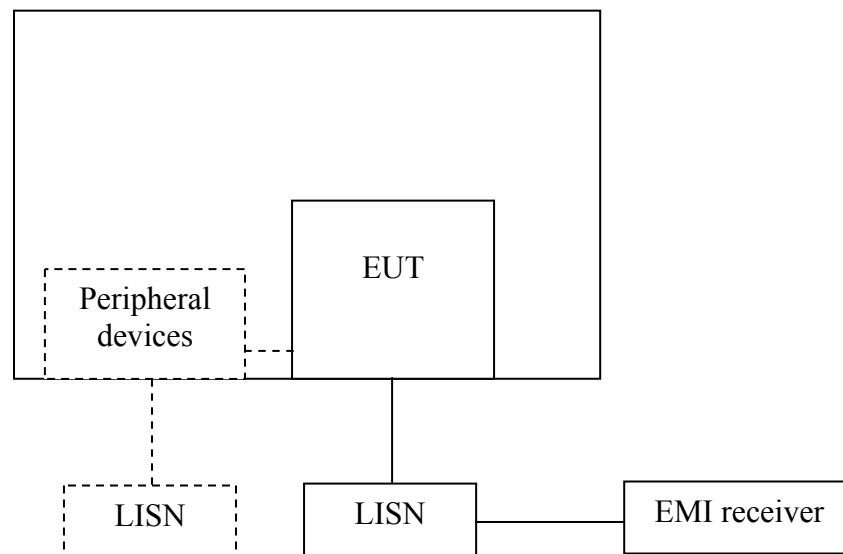 EUT
Peripheral
devices
LISN
LISN
EMI receiver